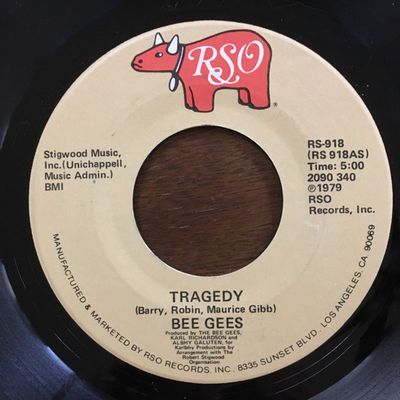 RSO
Stigwood Music,
Inc.(Unichappell,
Music Admin.)
BMI
RS-918
(RS 918AS)
Time: 5:00
2090 340
℗1979
RSO
Records, Inc.
TRAGEDY
(Barry, Robin, Maurice Gibb)
BEE GEES
Produced by THE BEE GEES,
KARL RICHARDSON and
ALBHY GALUTEN, for
Karlbhy Productions by
Arrangement with The
Robert Stigwood
Organisation
MANUFACTURED & MARKETED BY RSO RECORDS, INC. 8335 SUNSET BLVD. LOS ANGELES, CA 90069